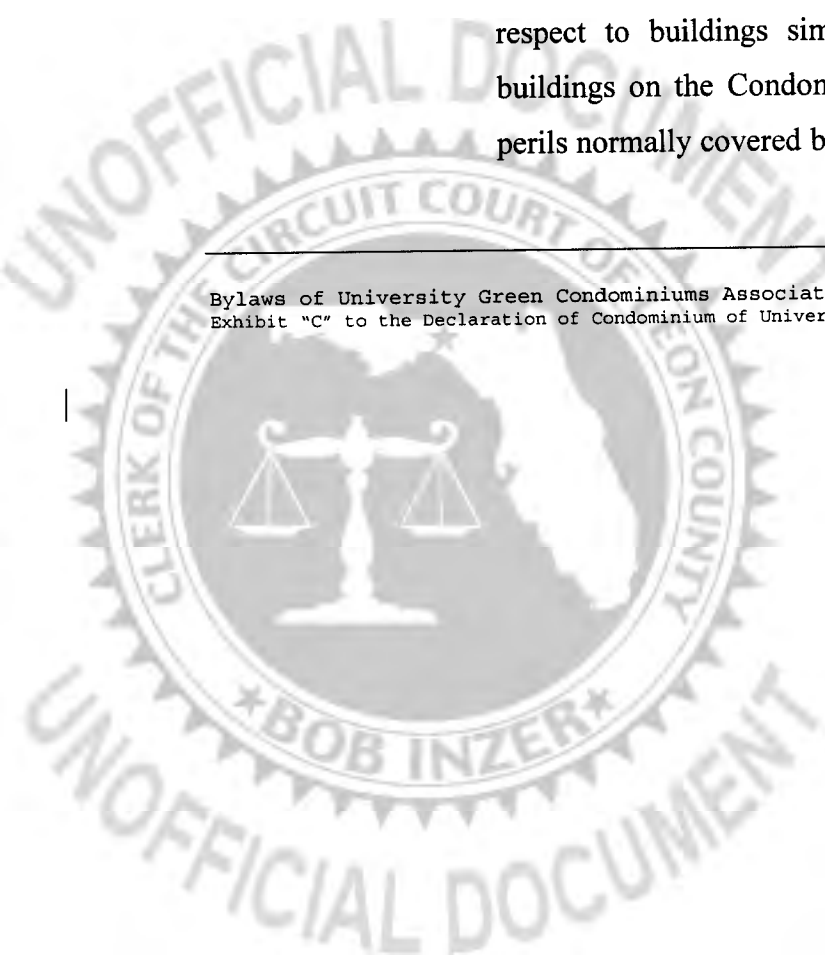 UNOFFICIAL DOCUMENT
respect to buildings sim
buildings on the Condon
perils normally covered b
CLERK OF THE CIRCUIT COURT OF LEON COUNTY
Bylaws of University Green Condominiums Associat
Exhibit "C" to the Declaration of Condominium of Univer
★BOB INZER★
UNOFFICIAL DOCUMENT